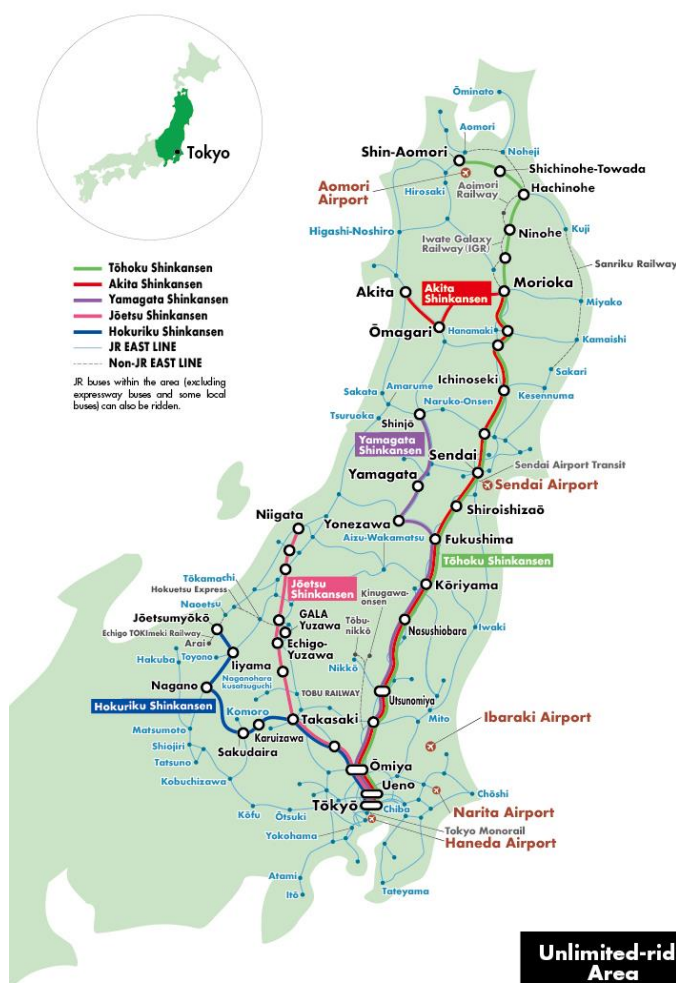 Tokyo
Tōhoku Shinkansen
Akita Shinkansen
Yamagata Shinkansen
Jōetsu Shinkansen
Hokuriku Shinkansen
JR EAST LINE
Non-JR EAST LINE
JR buses within the area (excluding
expressway buses and some local
buses) can also be ridden.
Ōminato
Aomori
Shin-Aomori
Noheji
Shichinohe-Towada
Aomori
Airport
Hirosaki
Aoimori
Railway
Hachinohe
Higashi-Noshiro
Iwate Galaxy
Railway (IGR)
Ninohe
Kuji
Sanriku Railway
Akita
Akita
Shinkansen
Morioka
Miyako
Ōmagari
Hanamaki
Kamaishi
Ichinoseki
Sakari
Kesennuma
Sakata
Amarume
Naruko-Onsen
Tsuruoka
Shinjō
Yamagata
Shinkansen
Sendai
Sendai Airport Transit
Yamagata
Sendai Airport
Shiroishizaō
Niigata
Yonezawa
Aizu-Wakamatsu
Fukushima
Tōhoku Shinkansen
Tōkamachi
Hokuetsu Express
Jōetsu
Shinkansen
Kinugawa-
onsen
Kōriyama
Naoetsu
Jōetsumyōkō
GALA
Yuzawa
Tōbu-
nikkō
Nasushiobara
Iwaki
Echigo TOKImeki Railway
Arai
Echigo-
Yuzawa
Hakuba
Toyono
Iiyama
Nikkō
Naganohara
kusatsuguchi
Nagano
TOBU RAILWAY
Utsunomiya
Hokuriku Shinkansen
Komoro
Takasaki
Mito
Ibaraki Airport
Matsumoto
Karuizawa
Sakudaira
Shiojiri
Tatsuno
Ōmiya
Kobuchizawa
Ueno
Chōshi
Tōkyō
Chiba
Narita Airport
Kōfu
Ōtsuki
Tokyo Monorail
Yokohama
Haneda Airport
Atami
Itō
Tateyama
Unlimited-rid
Area